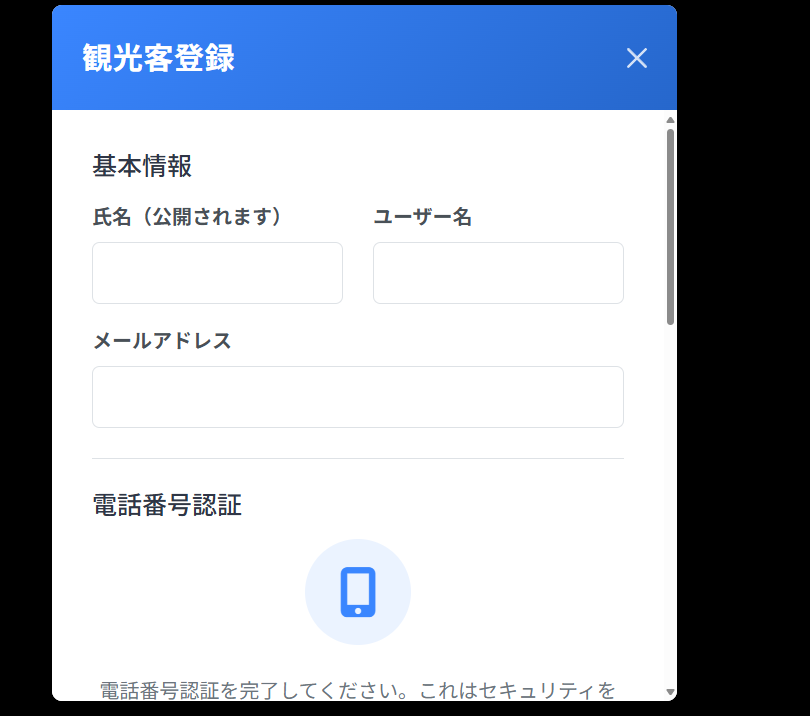 観光客登録
基本情報
氏名（公開されます）
ユーザー名
メールアドレス
電話番号認証
電話番号認証を完了してください。これはセキュリティを